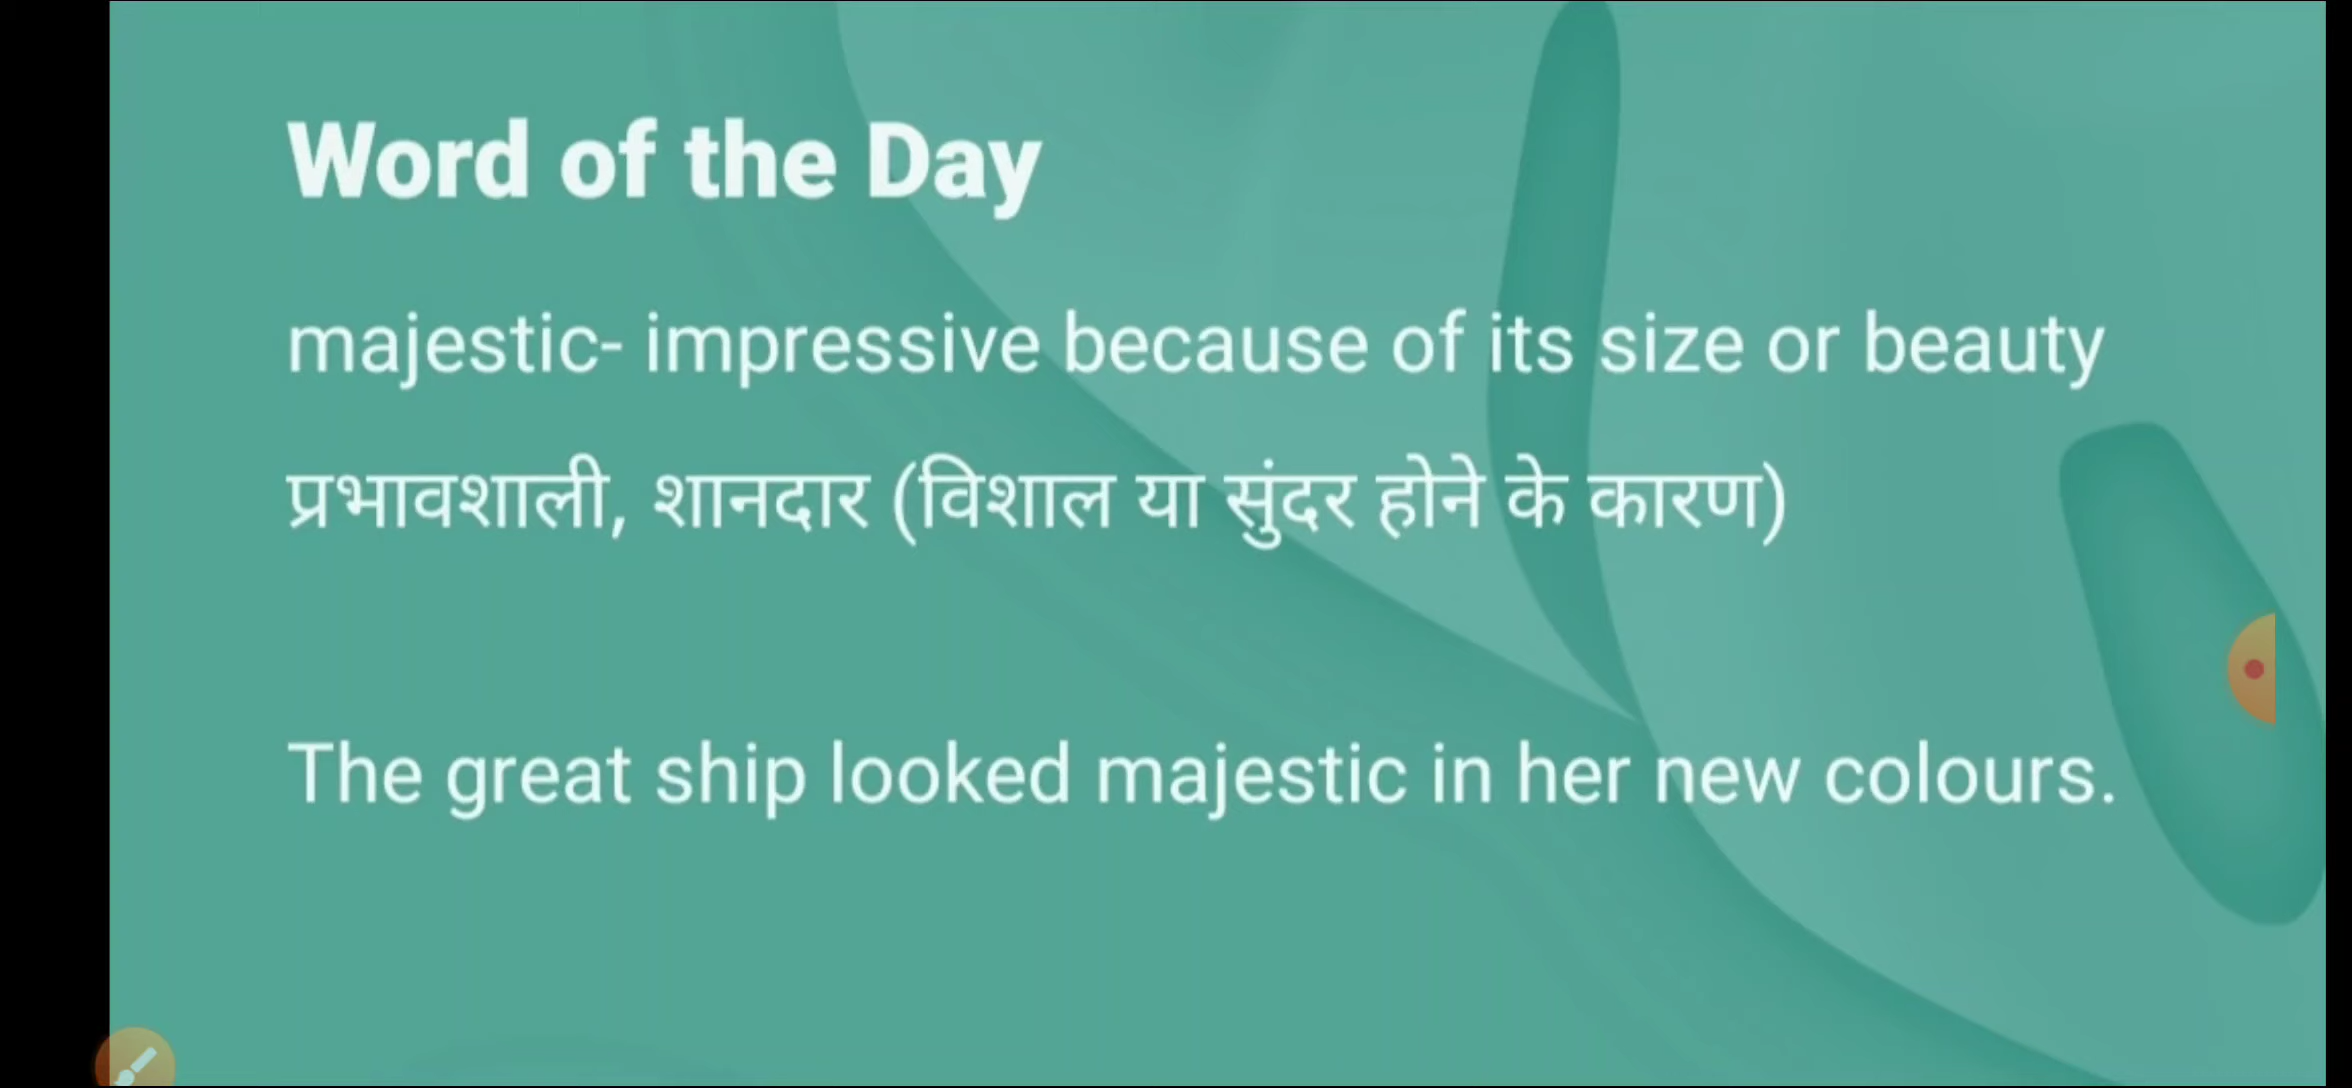 Word of the Day
majestic- impressive because of its size or beauty
प्रभावशाली, शानदार (विशाल या सुंदर होने के कारण)
The great ship looked majestic in her new colours.